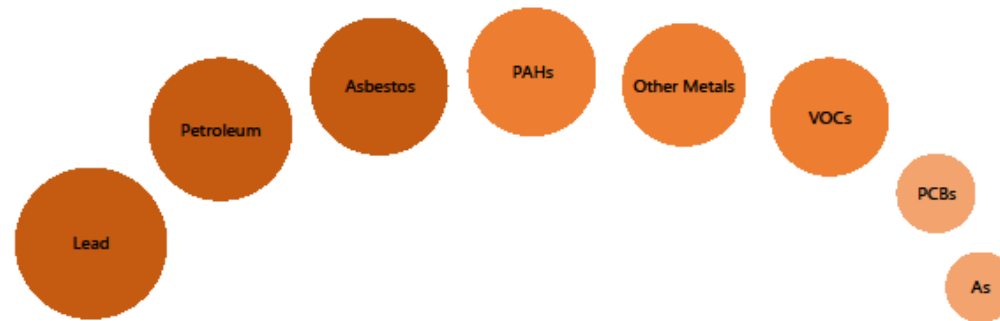 Lead
Petroleum
Asbestos
PAHs
Other Metals
VOCs
PCBs
As